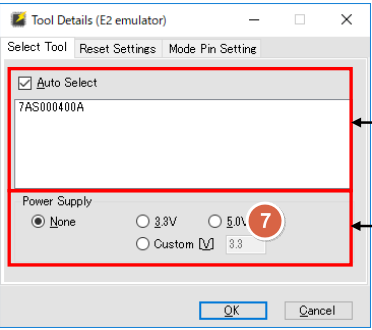 Tool Details (E2 emulator)
Select Tool Reset Settings Mode Pin Setting
Auto Select
7AS000400A
Power Supply
None 3.3V 5.0V 7
Custom [V] 3.3
OK Cancel